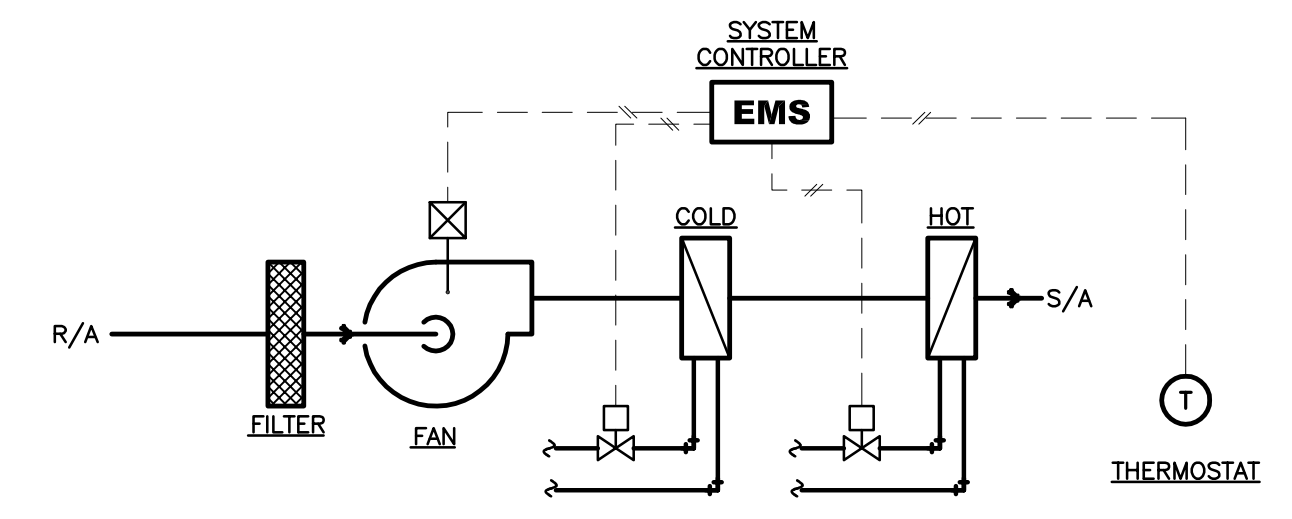 SYSTEM
CONTROLLER
EMS
COLD
HOT
R/A
S/A
FILTER
FAN
T
THERMOSTAT